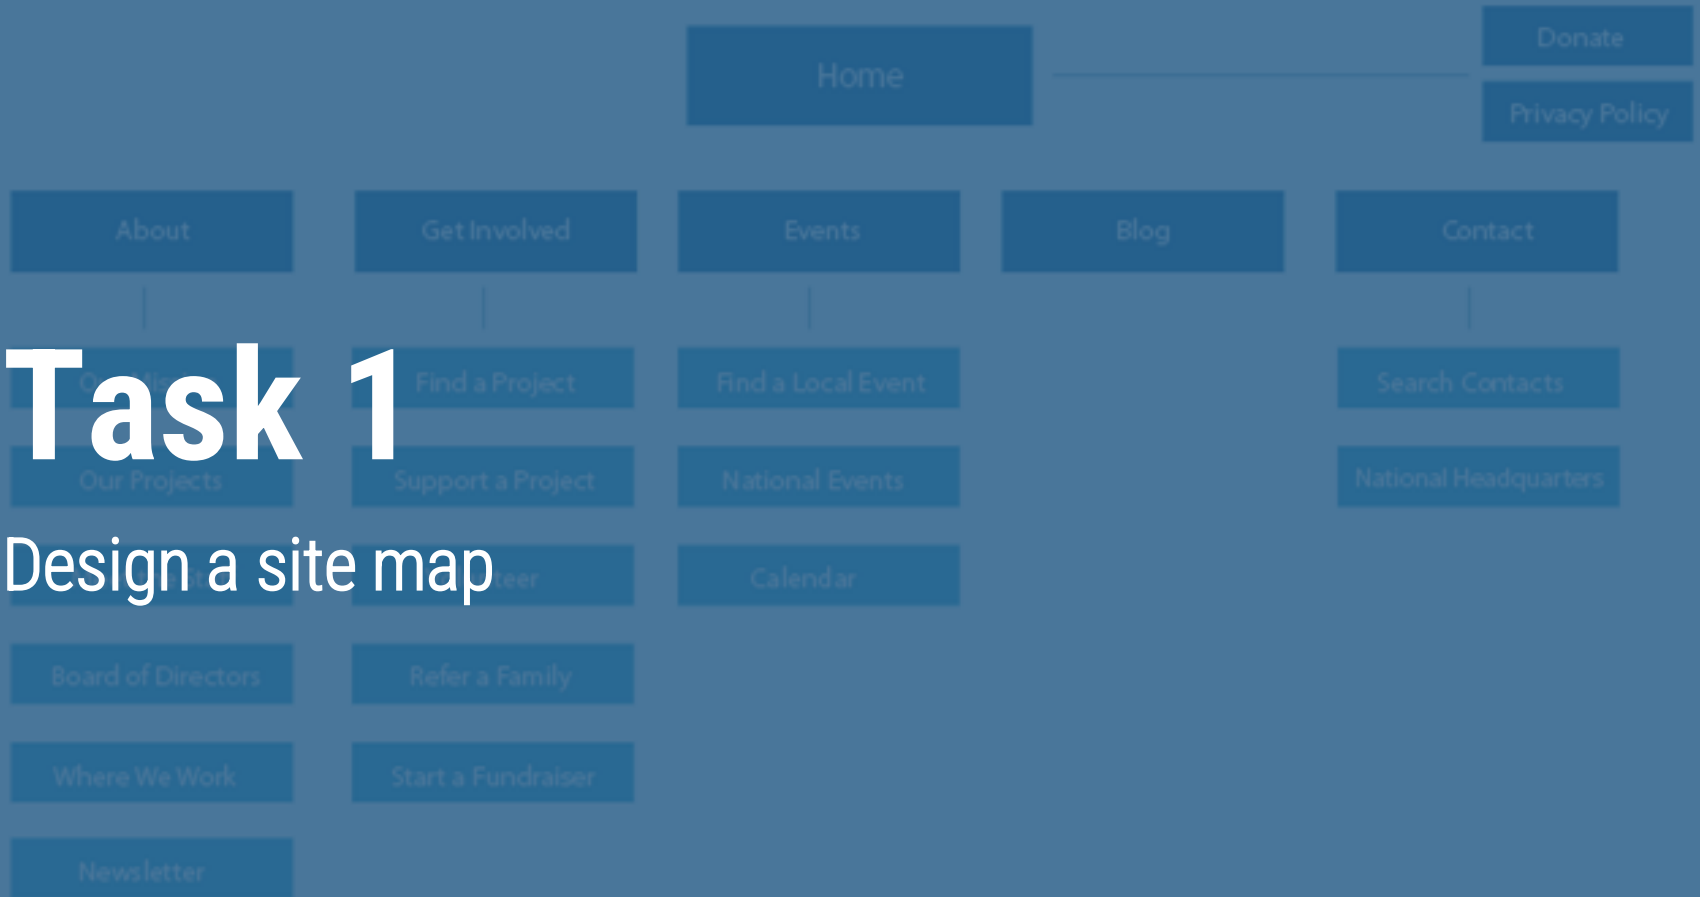 Home
Donate
Privacy Policy
About
Get Involved
Events
Blog
Contact
Find a Project
Find a Local Event
Search Contacts
Task 1
Our Projects
Support a Project
National Events
National Headquarters
Design a site map
Calendar
Board of Directors
Refer a Family
Where We Work
Start a Fundraiser
Newsletter